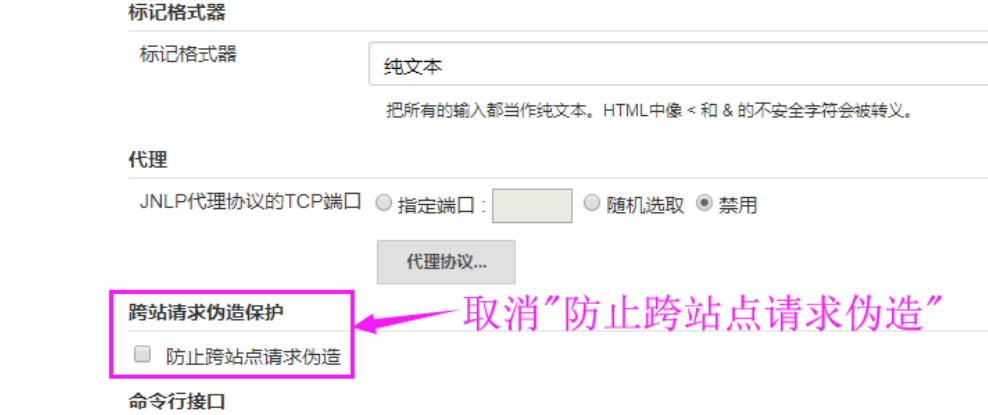 标记格式器
标记格式器
纯文本
把所有的输入都当作纯文本。HTML中像 < 和 & 的不安全字符会被转义。
代理
JNLP代理协议的TCP端口 指定端口 : 随机选取 禁用
代理协议...
跨站请求伪造保护
取消"防止跨站点请求伪造"
防止跨站点请求伪造
命令行接口